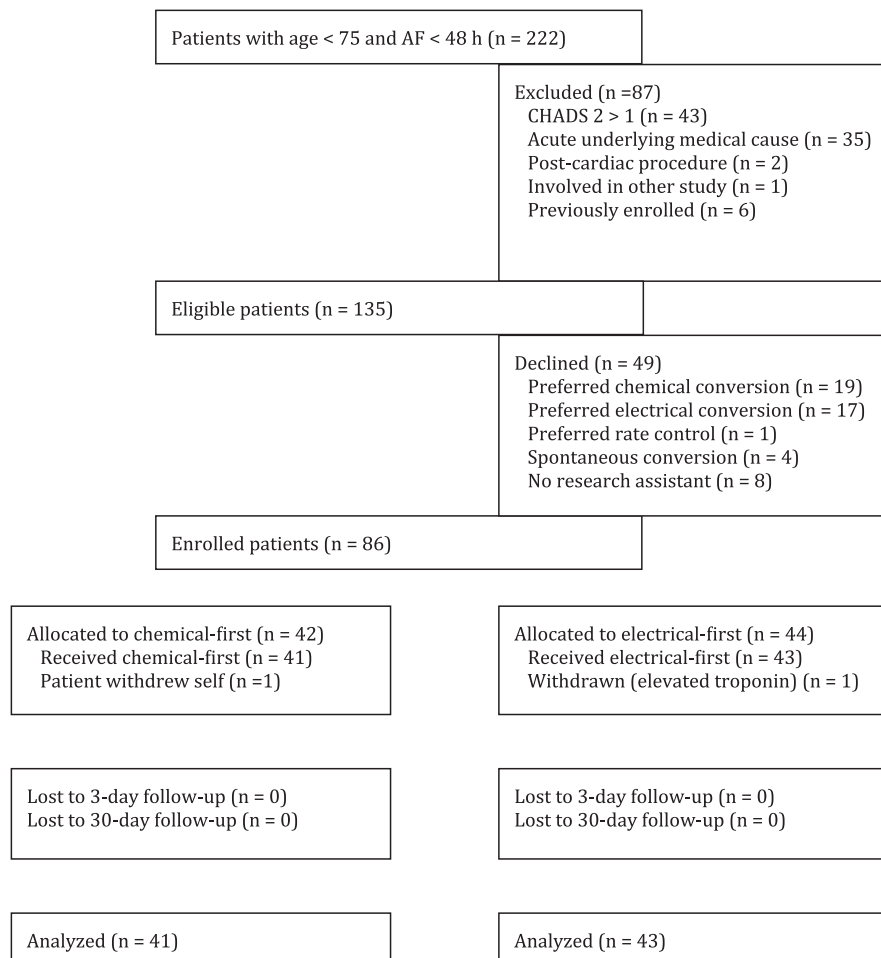 Patients with age < 75 and AF < 48 h (n = 222)
Excluded (n =87)
CHADS 2 > 1 (n = 43)
Acute underlying medical cause (n = 35)
Post-cardiac procedure (n = 2)
Involved in other study (n = 1)
Previously enrolled (n = 6)
Eligible patients (n = 135)
Declined (n = 49)
Preferred chemical conversion (n = 19)
Preferred electrical conversion (n = 17)
Preferred rate control (n = 1)
Spontaneous conversion (n = 4)
No research assistant (n = 8)
Enrolled patients (n = 86)
Allocated to chemical-first (n = 42)
Received chemical-first (n = 41)
Patient withdrew self (n =1)
Allocated to electrical-first (n = 44)
Received electrical-first (n = 43)
Withdrawn (elevated troponin) (n = 1)
Lost to 3-day follow-up (n = 0)
Lost to 30-day follow-up (n = 0)
Lost to 3-day follow-up (n = 0)
Lost to 30-day follow-up (n = 0)
Analyzed (n = 41)
Analyzed (n = 43)